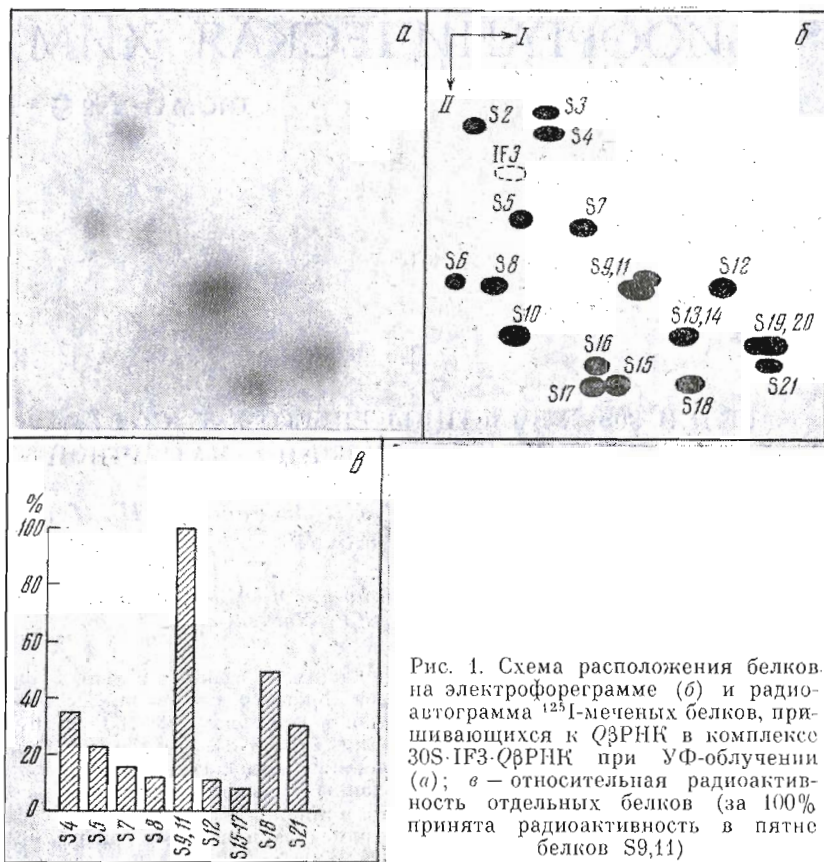 а
б
I
II
S2
S3
S4
IF3
S5
S7
S6
S8
S9,11
S12
S10
S13,14
S19,20
S16
S15
S21
S17
S18
в
%
100
80
60
40
20
0
S4
S5
S7
S8
S9,11
S12
S15-17
S18
S21
Рис. 1. Схема расположения белков
на электрофореграмме (б) и радио-
автограмма ¹²⁵I-меченых белков, при-
шивающихся к QβРНК в комплексе
30S·IF3·QβРНК при УФ-облучении
(а); в — относительная радиоактив-
ность отдельных белков (за 100%
принята радиоактивность в пятне
белков S9,11)